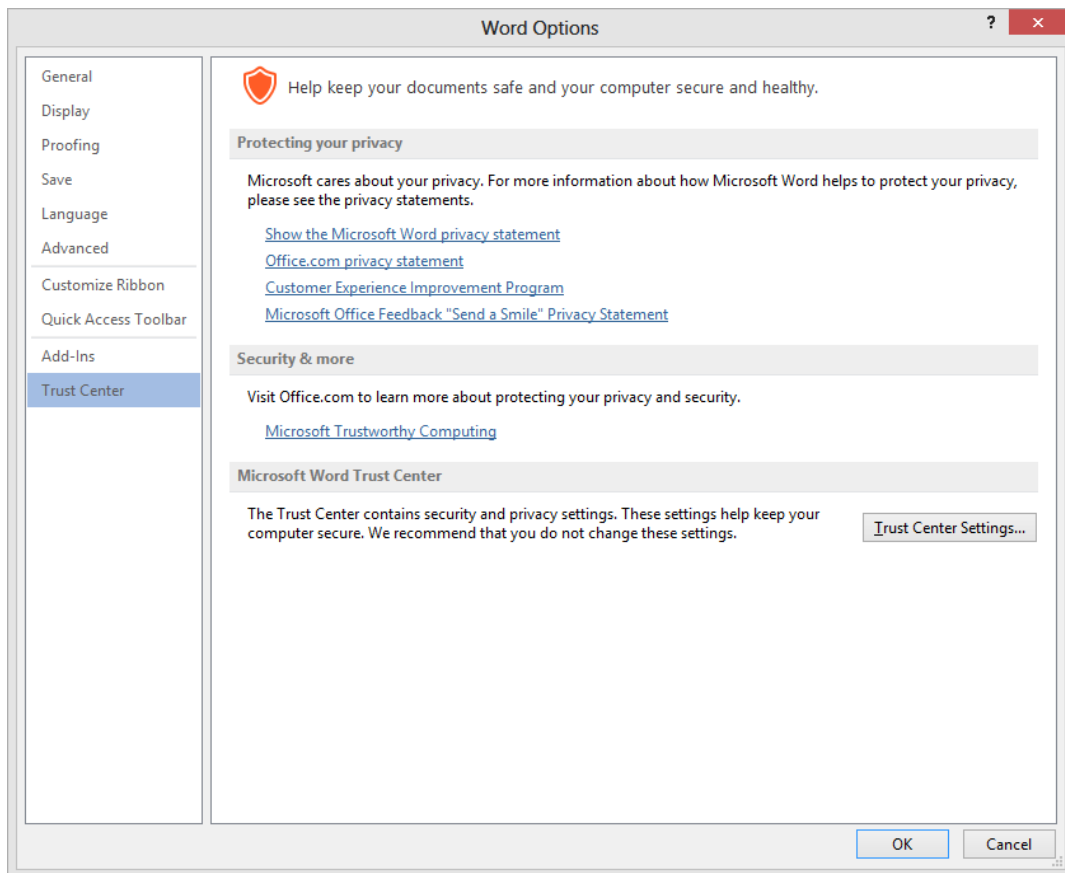 Word Options
?
General
Display
Proofing
Save
Language
Advanced
Customize Ribbon
Quick Access Toolbar
Add-Ins
Trust Center
Help keep your documents safe and your computer secure and healthy.
Protecting your privacy
Microsoft cares about your privacy. For more information about how Microsoft Word helps to protect your privacy,
please see the privacy statements.
Show the Microsoft Word privacy statement
Office.com privacy statement
Customer Experience Improvement Program
Microsoft Office Feedback "Send a Smile" Privacy Statement
Security & more
Visit Office.com to learn more about protecting your privacy and security.
Microsoft Trustworthy Computing
Microsoft Word Trust Center
The Trust Center contains security and privacy settings. These settings help keep your
computer secure. We recommend that you do not change these settings.
Trust Center Settings...
OK
Cancel